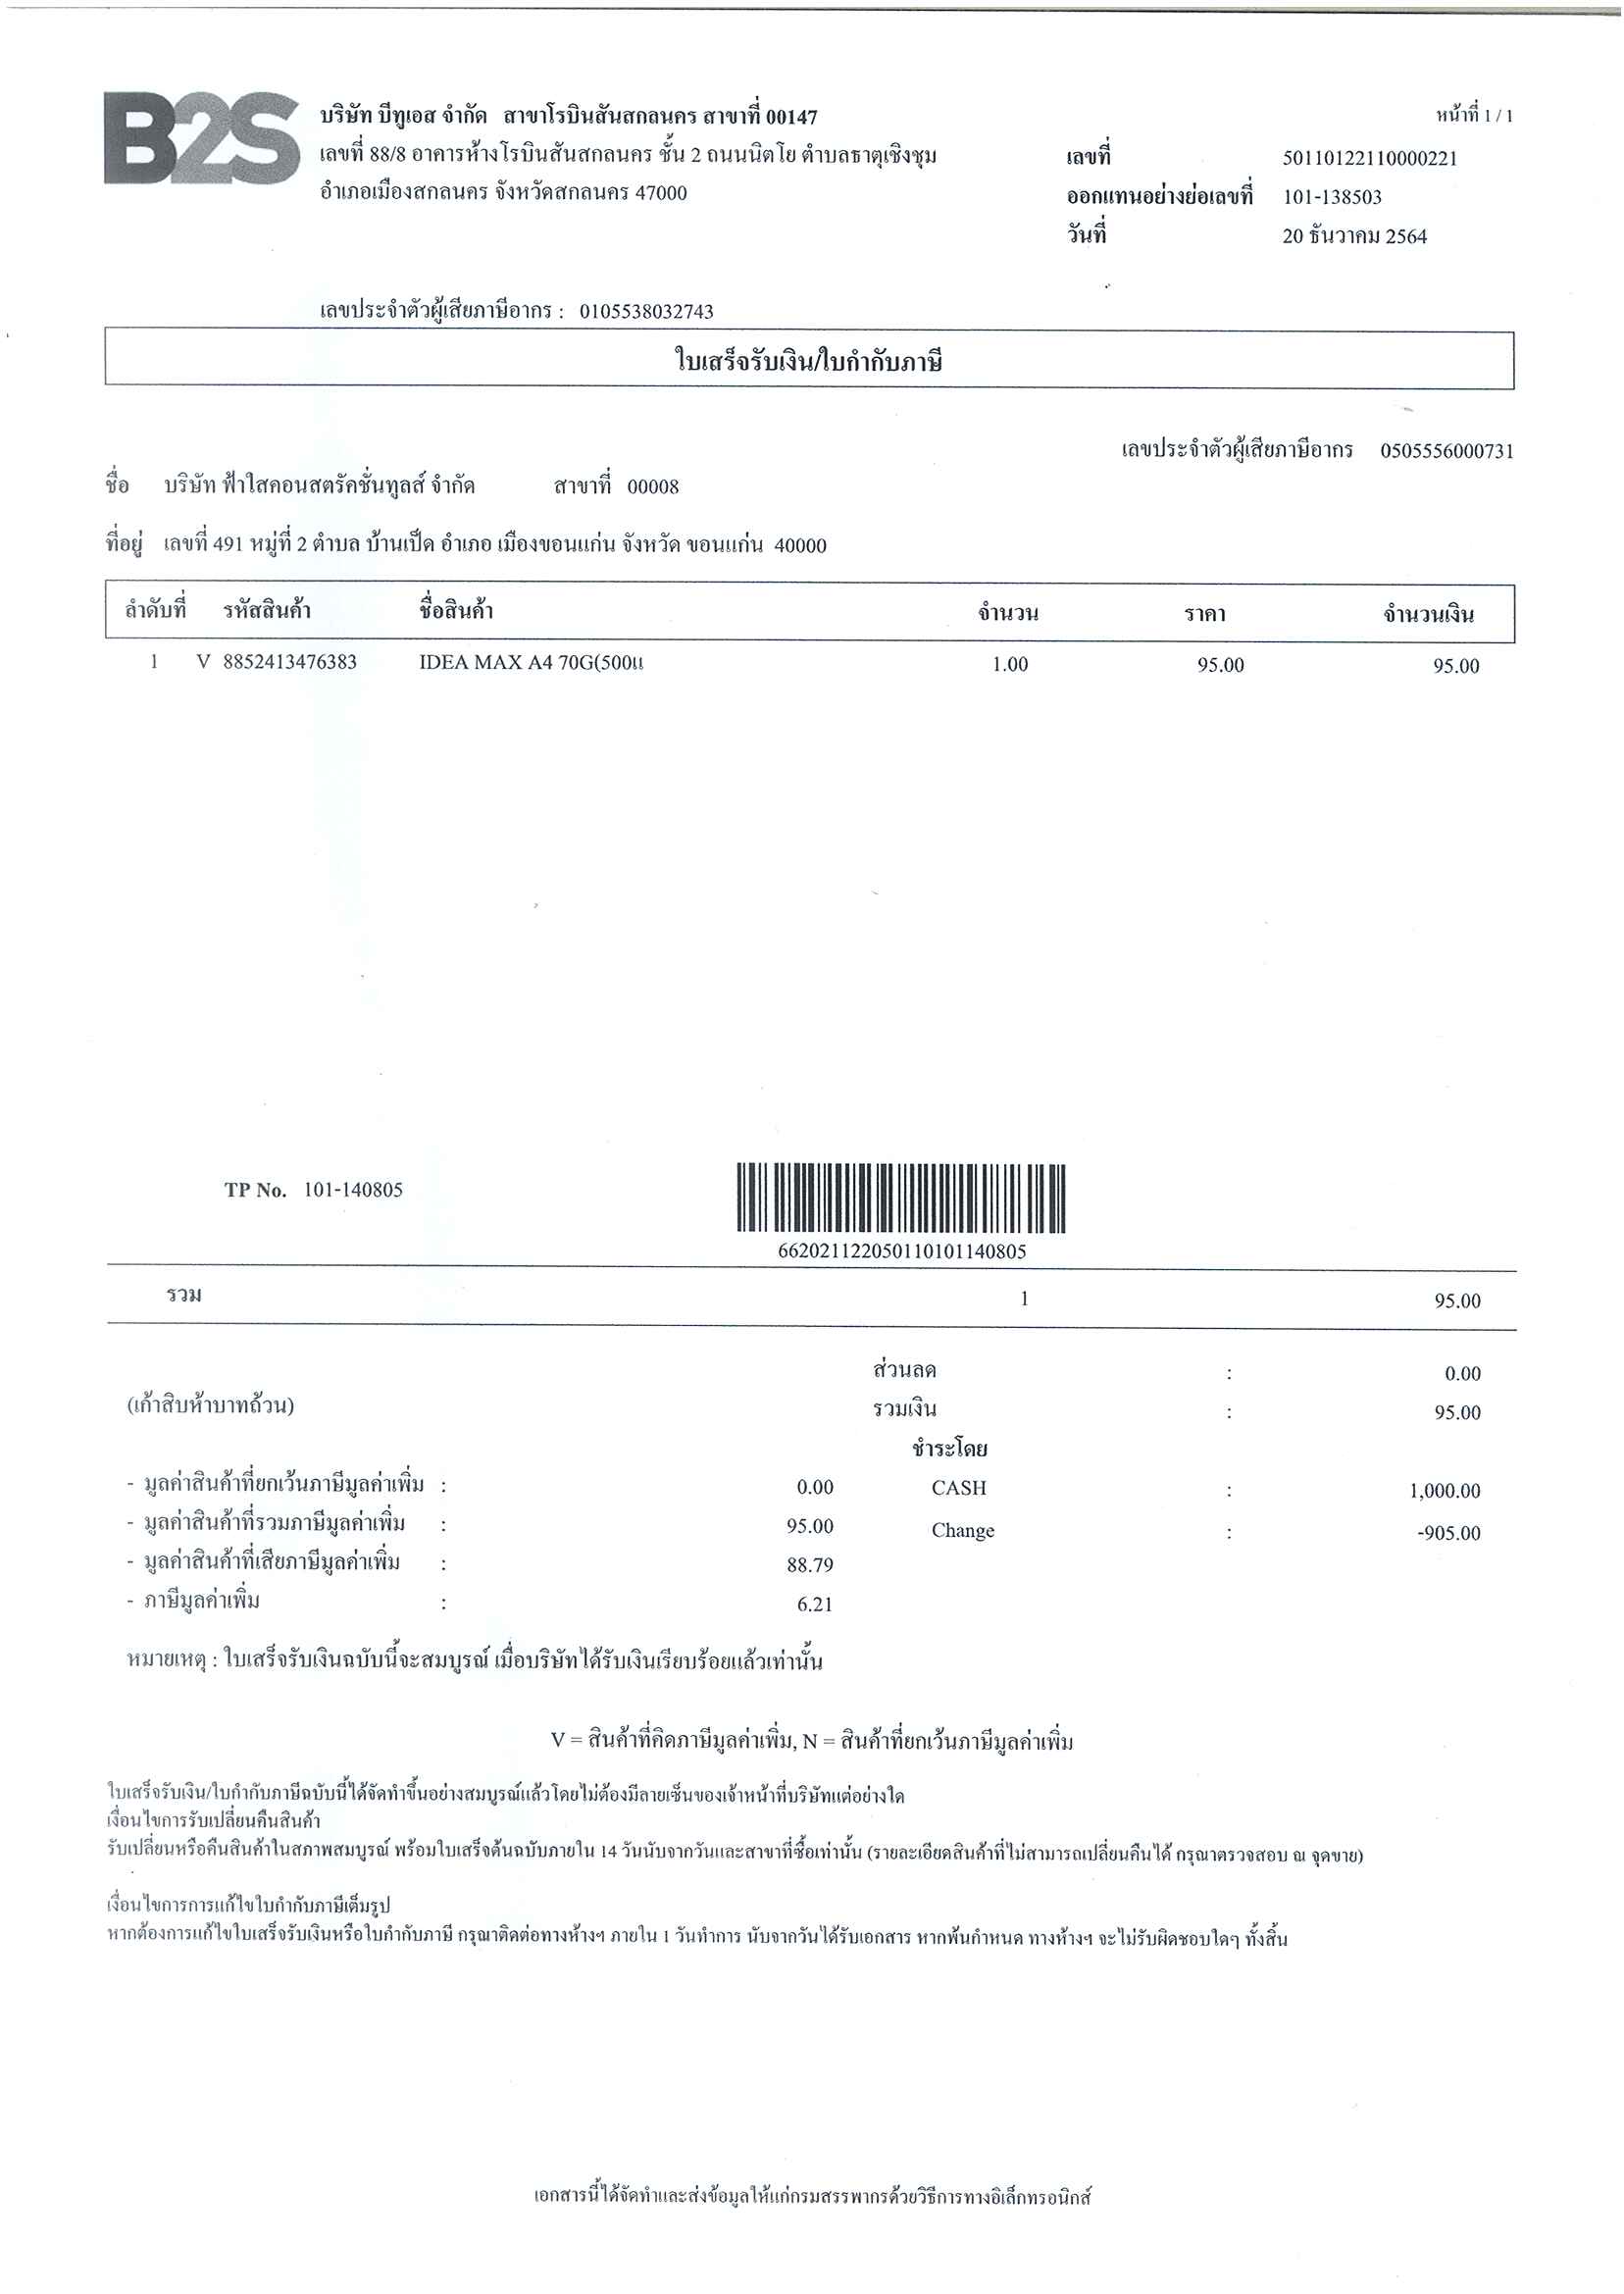 B2S
บริษัท บีทูเอส จำกัด สาขาโรบินสันสกลนคร สาขาที่ 00147
หน้าที่ 1 / 1
เลขที่ 88/8 อาคารห้างโรบินสันสกลนคร ชั้น 2 ถนนนิตโย ตำบลธาตุเชิงชุม
เลขที่ 50110122110000221
อำเภอเมืองสกลนคร จังหวัดสกลนคร 47000
ออกแทนอย่างย่อเลขที่ 101-138503
วันที่ 20 ธันวาคม 2564
เลขประจำตัวผู้เสียภาษีอากร : 0105538032743
ใบเสร็จรับเงิน/ใบกำกับภาษี
เลขประจำตัวผู้เสียภาษีอากร 0505556000731
ชื่อ บริษัท ฟ้าใสคอนสตรัคชั่นทูลส์ จำกัด สาขาที่ 00008
ที่อยู่ เลขที่ 491 หมู่ที่ 2 ตำบล บ้านเป็ด อำเภอ เมืองขอนแก่น จังหวัด ขอนแก่น 40000
ลำดับที่ รหัสสินค้า ชื่อสินค้า จำนวน ราคา จำนวนเงิน
1 V 8852413476383 IDEA MAX A4 70G(500แ 1.00 95.00 95.00
TP No. 101-140805
66202112205011010114​0805
รวม 1 95.00
ส่วนลด : 0.00
(เก้าสิบห้าบาทถ้วน) รวมเงิน : 95.00
ชำระโดย
- มูลค่าสินค้าที่ยกเว้นภาษีมูลค่าเพิ่ม : 0.00 CASH : 1,000.00
- มูลค่าสินค้าที่รวมภาษีมูลค่าเพิ่ม : 95.00 Change : -905.00
- มูลค่าสินค้าที่เสียภาษีมูลค่าเพิ่ม : 88.79
- ภาษีมูลค่าเพิ่ม : 6.21
หมายเหตุ : ใบเสร็จรับเงินฉบับนี้จะสมบูรณ์ เมื่อบริษัทได้รับเงินเรียบร้อยแล้วเท่านั้น
V = สินค้าที่คิดภาษีมูลค่าเพิ่ม, N = สินค้าที่ยกเว้นภาษีมูลค่าเพิ่ม
ใบเสร็จรับเงิน/ใบกำกับภาษีฉบับนี้ได้จัดทำขึ้นอย่างสมบูรณ์แล้วโดยไม่ต้องมีลายเซ็นของเจ้าหน้าที่บริษัทแต่อย่างใด
เงื่อนไขการรับเปลี่ยนคืนสินค้า
รับเปลี่ยนหรือคืนสินค้าในสภาพสมบูรณ์ พร้อมใบเสร็จต้นฉบับภายใน 14 วันนับจากวันและสาขาที่ซื้อเท่านั้น (รายละเอียดสินค้าที่ไม่สามารถเปลี่ยนคืนได้ กรุณาตรวจสอบ ณ จุดขาย)
เงื่อนไขการการแก้ไขใบกำกับภาษีเต็มรูป
หากต้องการแก้ไขใบเสร็จรับเงินหรือใบกำกับภาษี กรุณาติดต่อทางห้างฯ ภายใน 1 วันทำการ นับจากวันได้รับเอกสาร หากพ้นกำหนด ทางห้างฯ จะไม่รับผิดชอบใดๆ ทั้งสิ้น
เอกสารนี้ได้จัดทำและส่งข้อมูลให้แก่กรมสรรพากรด้วยวิธีการทางอิเล็กทรอนิกส์